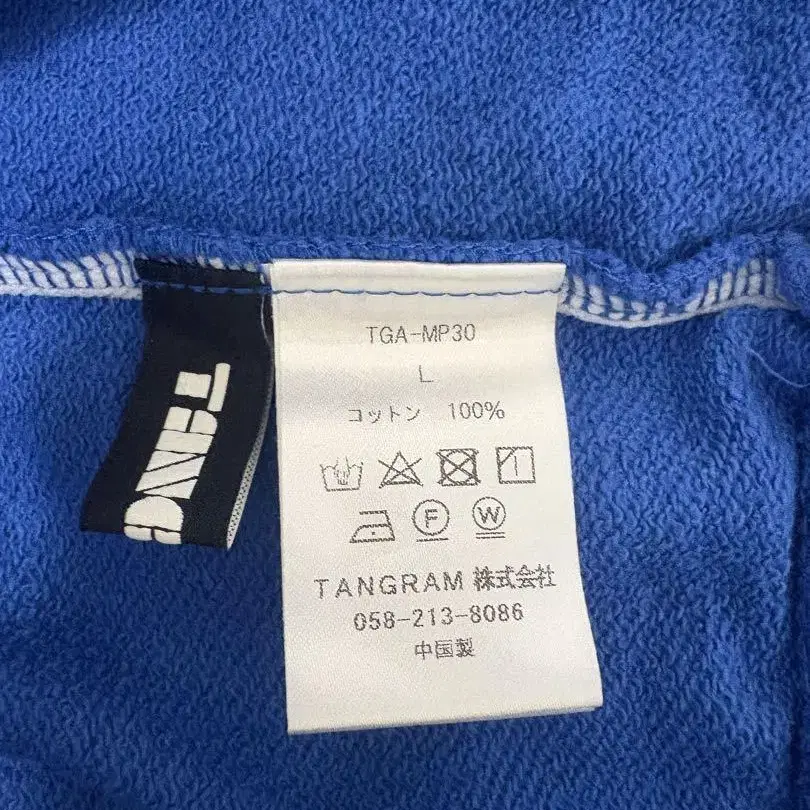 TGA-MP30
L
コットン 100%
F W
TANGRAM 株式会社
058-213-8086
中国製